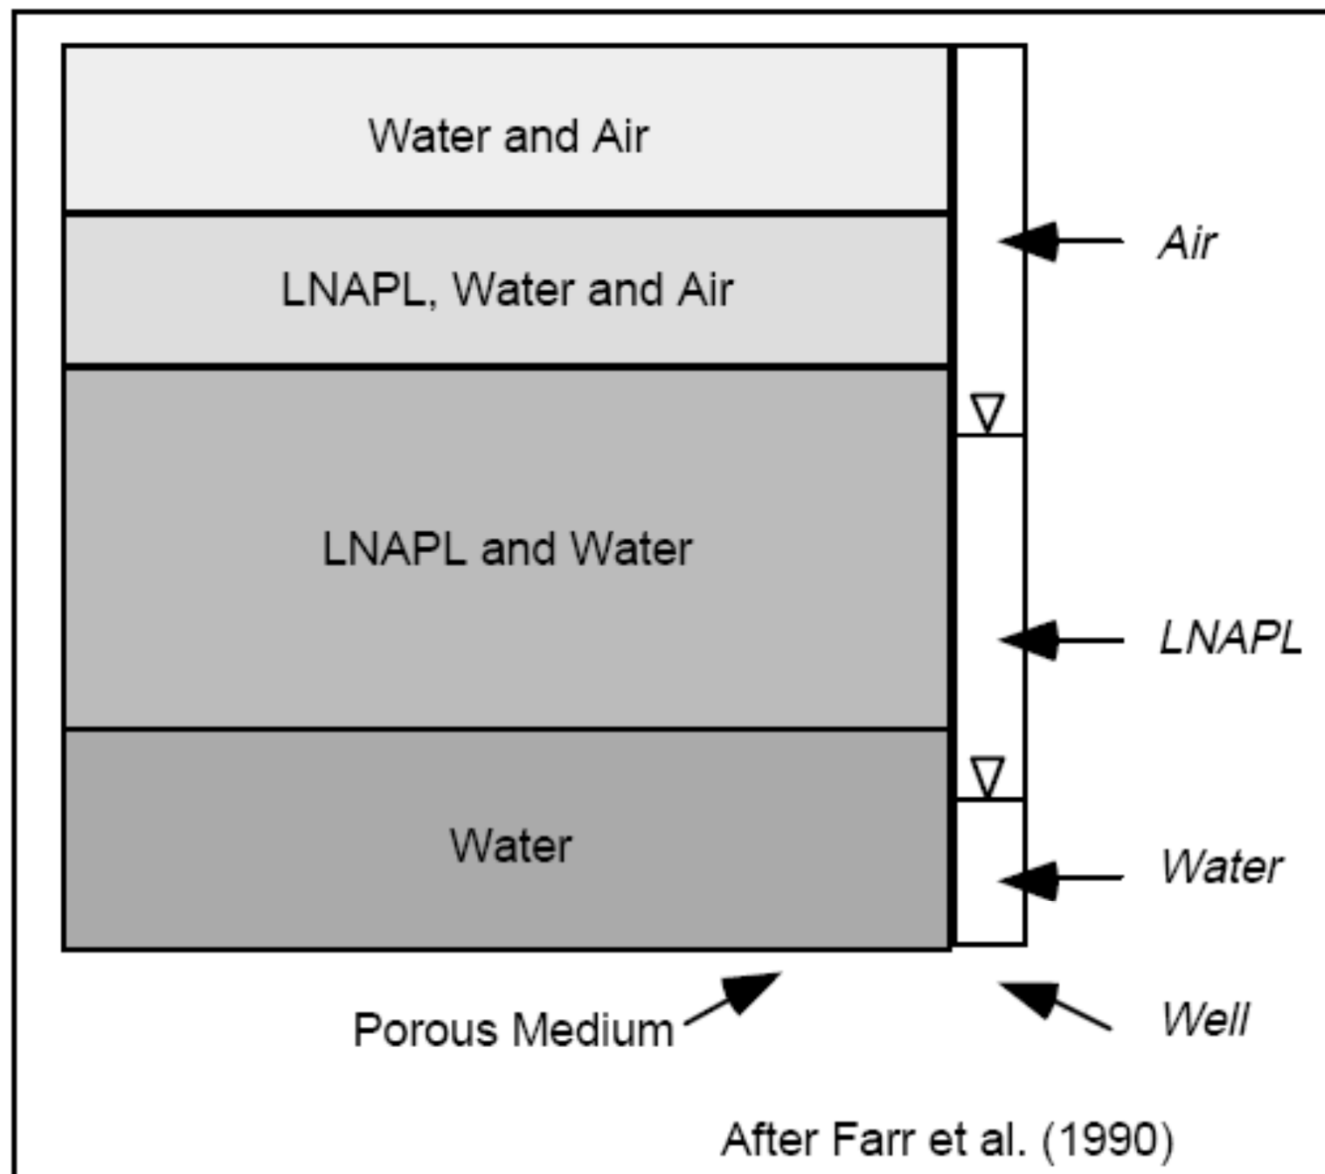 Water and Air
Air
LNAPL, Water and Air
LNAPL and Water
LNAPL
Water
Water
Porous Medium
Well
After Farr et al. (1990)